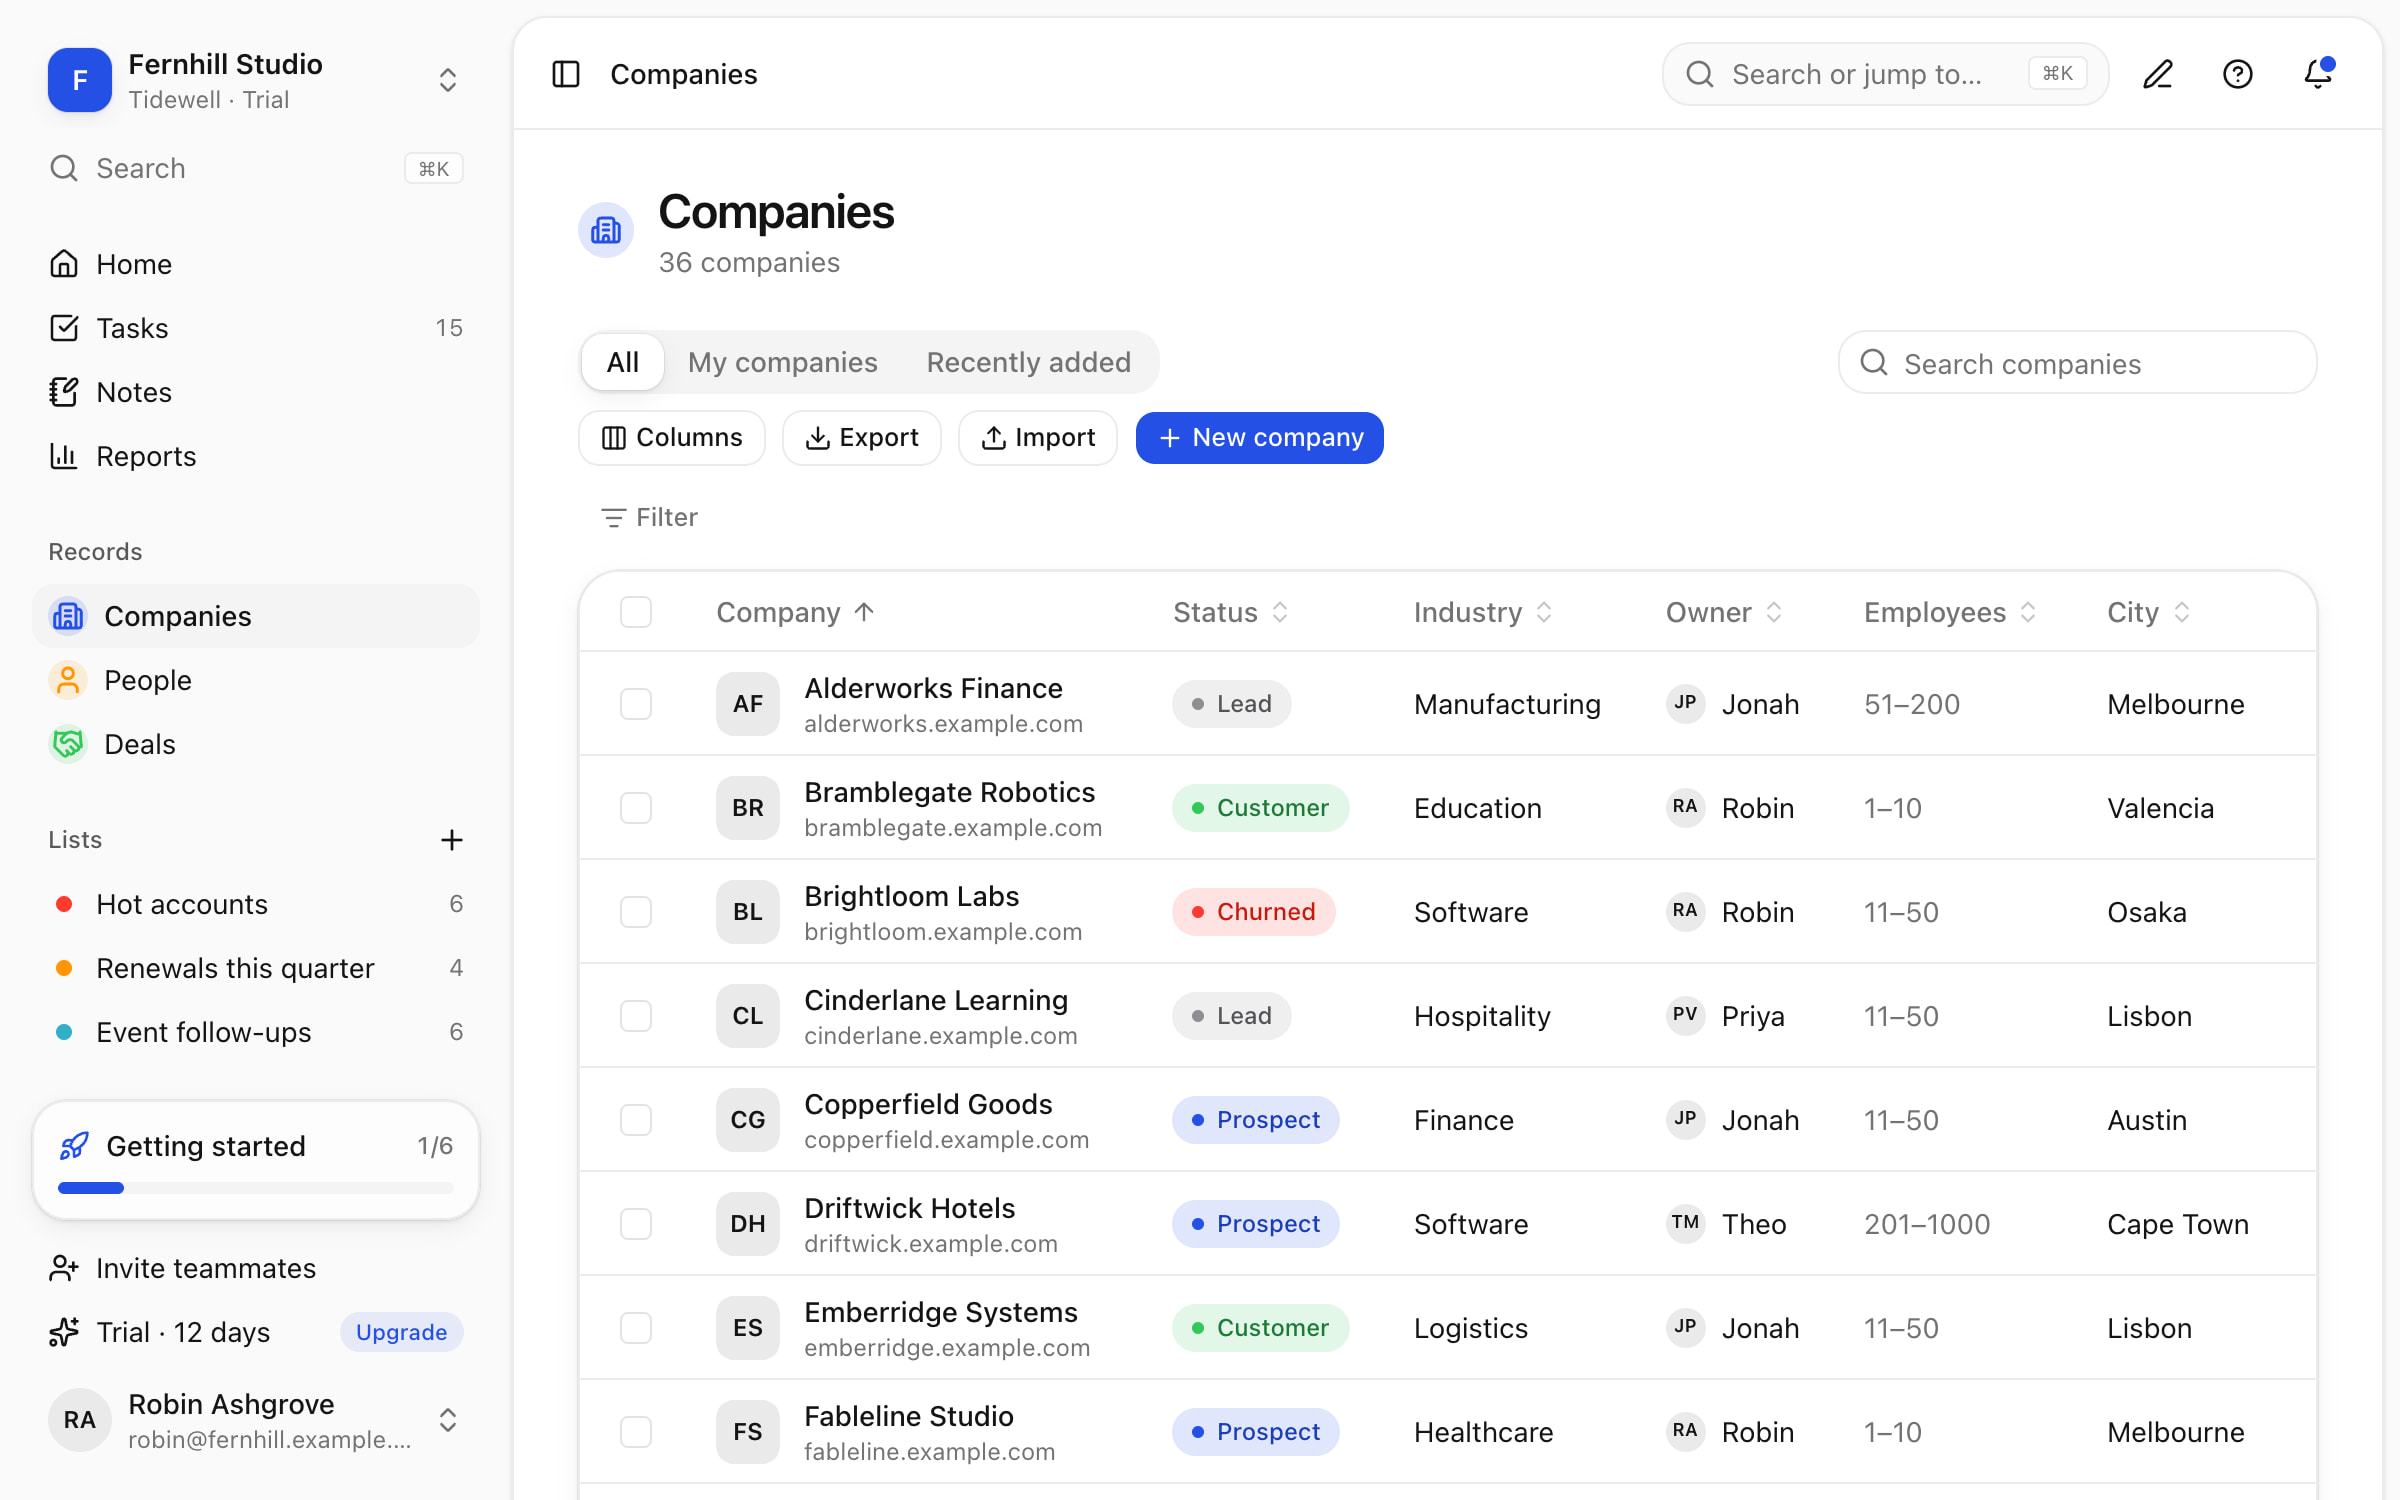 F
Fernhill Studio
Tidewell · Trial
Search
⌘K
Home
Tasks
15
Notes
Reports
Records
Companies
People
Deals
Lists
Hot accounts
6
Renewals this quarter
4
Event follow-ups
6
Getting started
1/6
Invite teammates
Trial · 12 days
Upgrade
RA
Robin Ashgrove
robin@fernhill.example....
Companies
Search or jump to...
⌘K
Companies
36 companies
All
My companies
Recently added
Search companies
Columns
Export
Import
New company
Filter
Company
Status
Industry
Owner
Employees
City
AF
Alderworks Finance
alderworks.example.com
Lead
Manufacturing
JP
Jonah
51–200
Melbourne
BR
Bramblegate Robotics
bramblegate.example.com
Customer
Education
RA
Robin
1–10
Valencia
BL
Brightloom Labs
brightloom.example.com
Churned
Software
RA
Robin
11–50
Osaka
CL
Cinderlane Learning
cinderlane.example.com
Lead
Hospitality
PV
Priya
11–50
Lisbon
CG
Copperfield Goods
copperfield.example.com
Prospect
Finance
JP
Jonah
11–50
Austin
DH
Driftwick Hotels
driftwick.example.com
Prospect
Software
TM
Theo
201–1000
Cape Town
ES
Emberridge Systems
emberridge.example.com
Customer
Logistics
JP
Jonah
11–50
Lisbon
FS
Fableline Studio
fableline.example.com
Prospect
Healthcare
RA
Robin
1–10
Melbourne